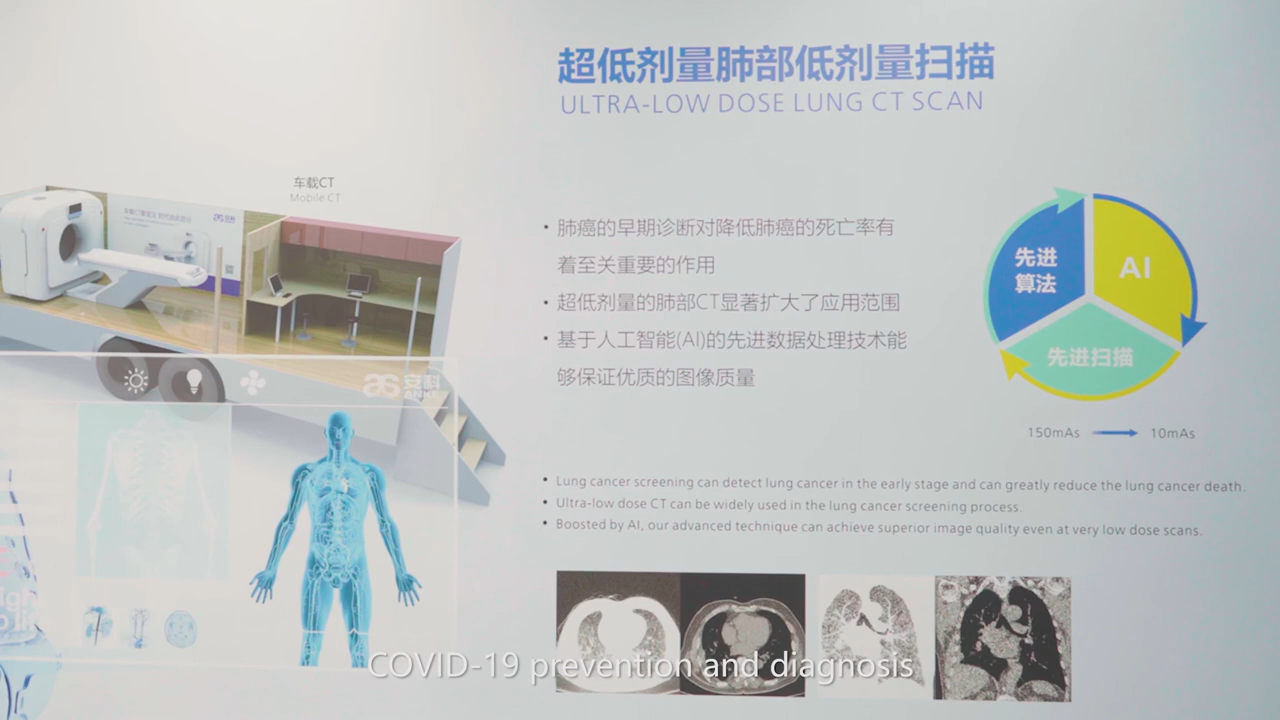 超低剂量肺部低剂量扫描
ULTRA-LOW DOSE LUNG CT SCAN
车载CT
Mobile CT
安科
• 肺癌的早期诊断对降低肺癌的死亡率有
着至关重要的作用
• 超低剂量的肺部CT显著扩大了应用范围
• 基于人工智能(AI)的先进数据处理技术能
够保证优质的图像质量
先进
算法
AI
先进扫描
150mAs
10mAs
安科
ANKE
• Lung cancer screening can detect lung cancer in the early stage and can greatly reduce the lung cancer death.
• Ultra-low dose CT can be widely used in the lung cancer screening process.
• Boosted by AI, our advanced technique can achieve superior image quality even at very low dose scans.
COVID-19 prevention and diagnosis